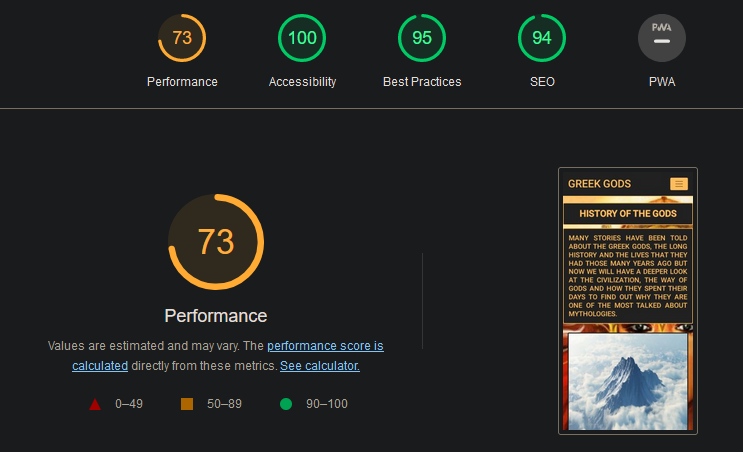 73
100
95
94
PWA
Performance
Accessibility
Best Practices
SEO
PWA
73
Performance
Values are estimated and may vary. The performance score is
calculated directly from these metrics. See calculator.
0–49
50–89
90–100
GREEK GODS
HISTORY OF THE GODS
MANY STORIES HAVE BEEN TOLD
ABOUT THE GREEK GODS, THE LONG
HISTORY AND THE LIVES THAT THEY
HAD THOSE MANY YEARS AGO BUT
NOW WE WILL HAVE A DEEPER LOOK
AT THE CIVILIZATION, THE WAY OF
GODS AND HOW THEY SPENT THEIR
DAYS TO FIND OUT WHY THEY ARE
ONE OF THE MOST TALKED ABOUT
MYTHOLOGIES.